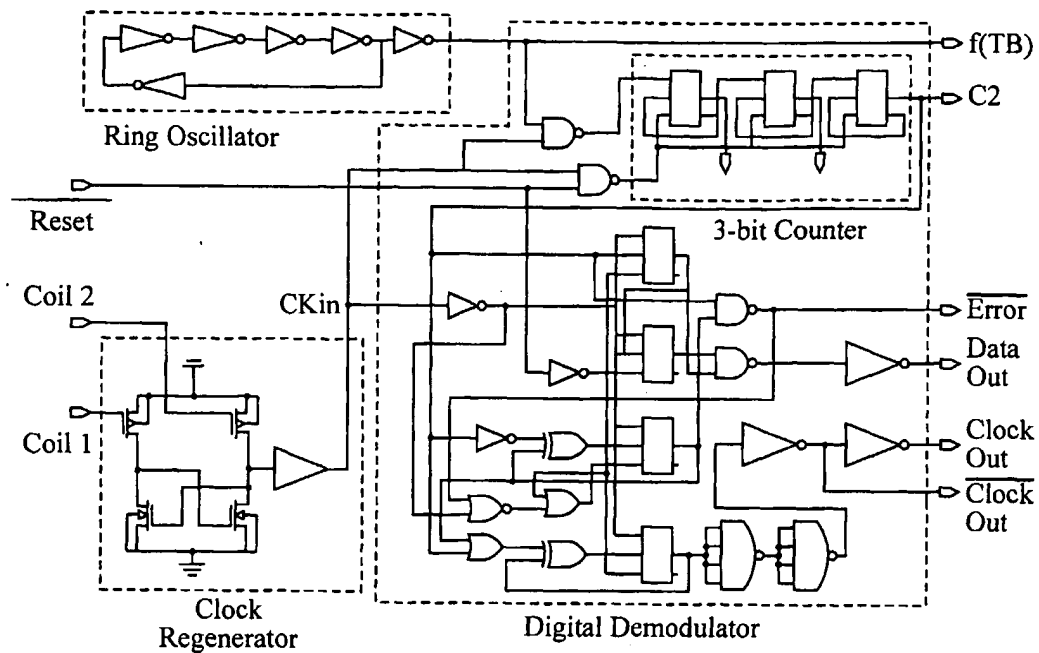 f(TB)
C2
Ring Oscillator
Reset
3-bit Counter
Coil 2
CKin
Error
Data
Out
Coil 1
Clock
Out
Clock
Out
Clock
Regenerator
Digital Demodulator